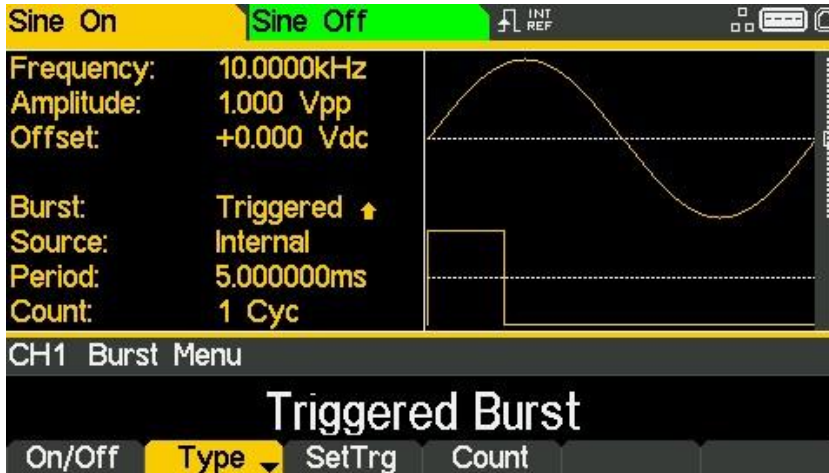 Sine On Sine Off INT REF
Frequency: 10.0000kHz
Amplitude: 1.000 Vpp
Offset: +0.000 Vdc
Burst: Triggered
Source: Internal
Period: 5.000000ms
Count: 1 Cyc
CH1 Burst Menu
Triggered Burst
On/Off Type SetTrg Count